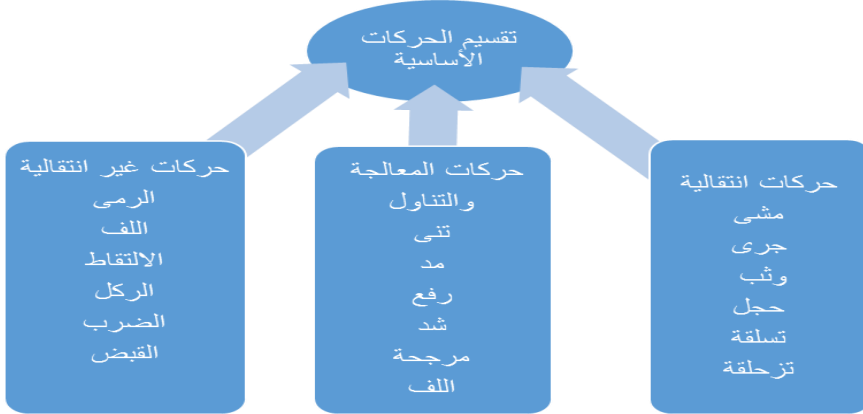 تقسيم الحركات
الأساسية
حركات انتقالية
مشى
جرى
وثب
حجل
تسلقة
تزحلقة
حركات المعالجة
والتناول
تنى
مد
رفع
شد
مرجحة
اللف
حركات غير انتقالية
الرمى
اللف
الالتقاط
الركل
الضرب
القبض